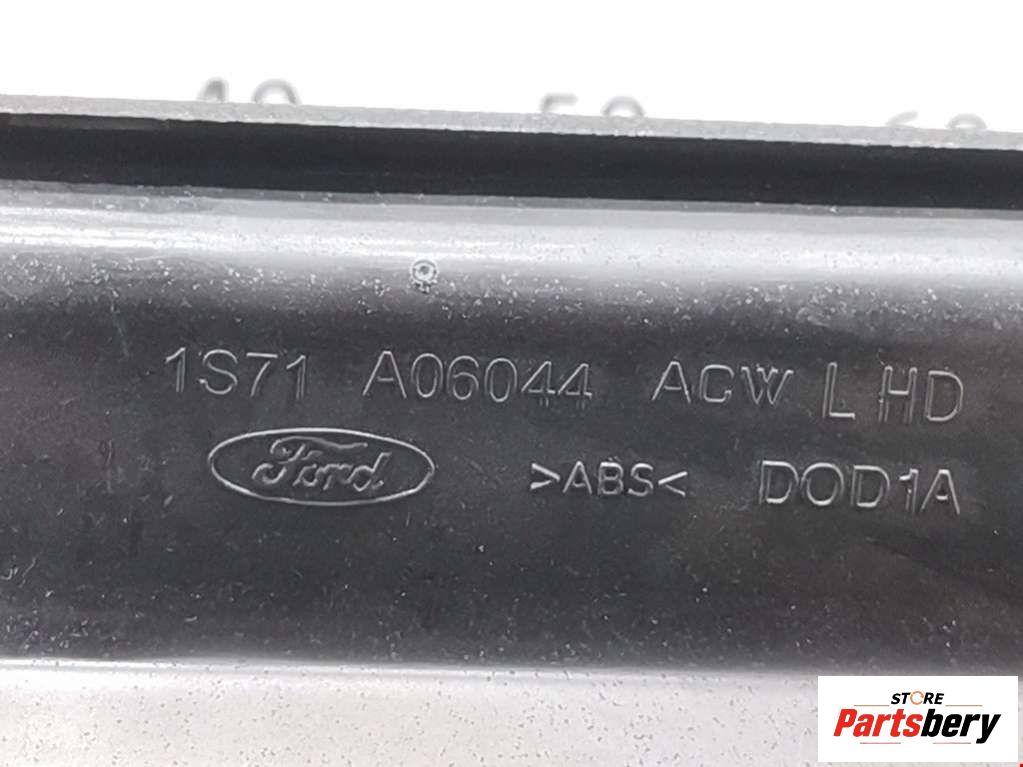 1S71 A06044 ACW LHD
Ford >ABS< DOD1A
STORE
Partsbery